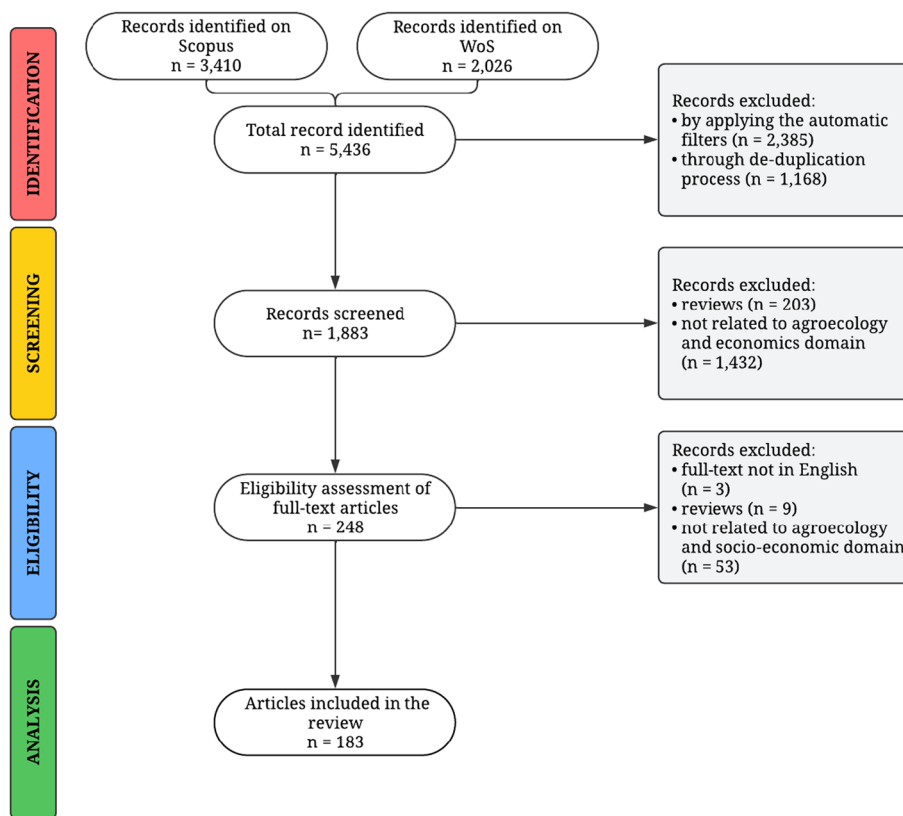 Records identified on
Scopus
n = 3,410
Records identified on
WoS
n = 2,026
IDENTIFICATION
Total record identified
n = 5,436
Records excluded:
• by applying the automatic
filters (n = 2,385)
• through de-duplication
process (n = 1,168)
SCREENING
Records screened
n= 1,883
Records excluded:
• reviews (n = 203)
• not related to agroecology
and economics domain
(n = 1,432)
ELIGIBILITY
Eligibility assessment of
full-text articles
n = 248
Records excluded:
• full-text not in English
(n = 3)
• reviews (n = 9)
• not related to agroecology
and socio-economic domain
(n = 53)
ANALYSIS
Articles included in the
review
n = 183